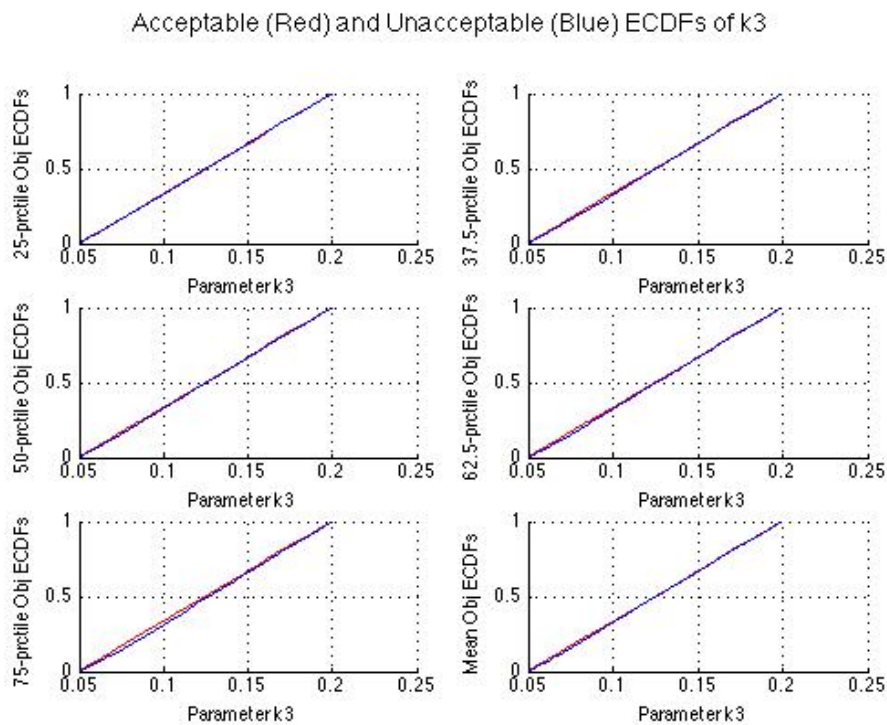 Acceptable (Red) and Unacceptable (Blue) ECDFs of k3
25-prctile Obj ECDFs
1
0.5
0
0.05 0.1 0.15 0.2 0.25
Parameter k3
37.5-prctile Obj ECDFs
1
0.5
0
0.05 0.1 0.15 0.2 0.25
Parameter k3
50-prctile Obj ECDFs
1
0.5
0
0.05 0.1 0.15 0.2 0.25
Parameter k3
62.5-prctile Obj ECDFs
1
0.5
0
0.05 0.1 0.15 0.2 0.25
Parameter k3
75-prctile Obj ECDFs
1
0.5
0
0.05 0.1 0.15 0.2 0.25
Parameter k3
Mean Obj ECDFs
1
0.5
0
0.05 0.1 0.15 0.2 0.25
Parameter k3